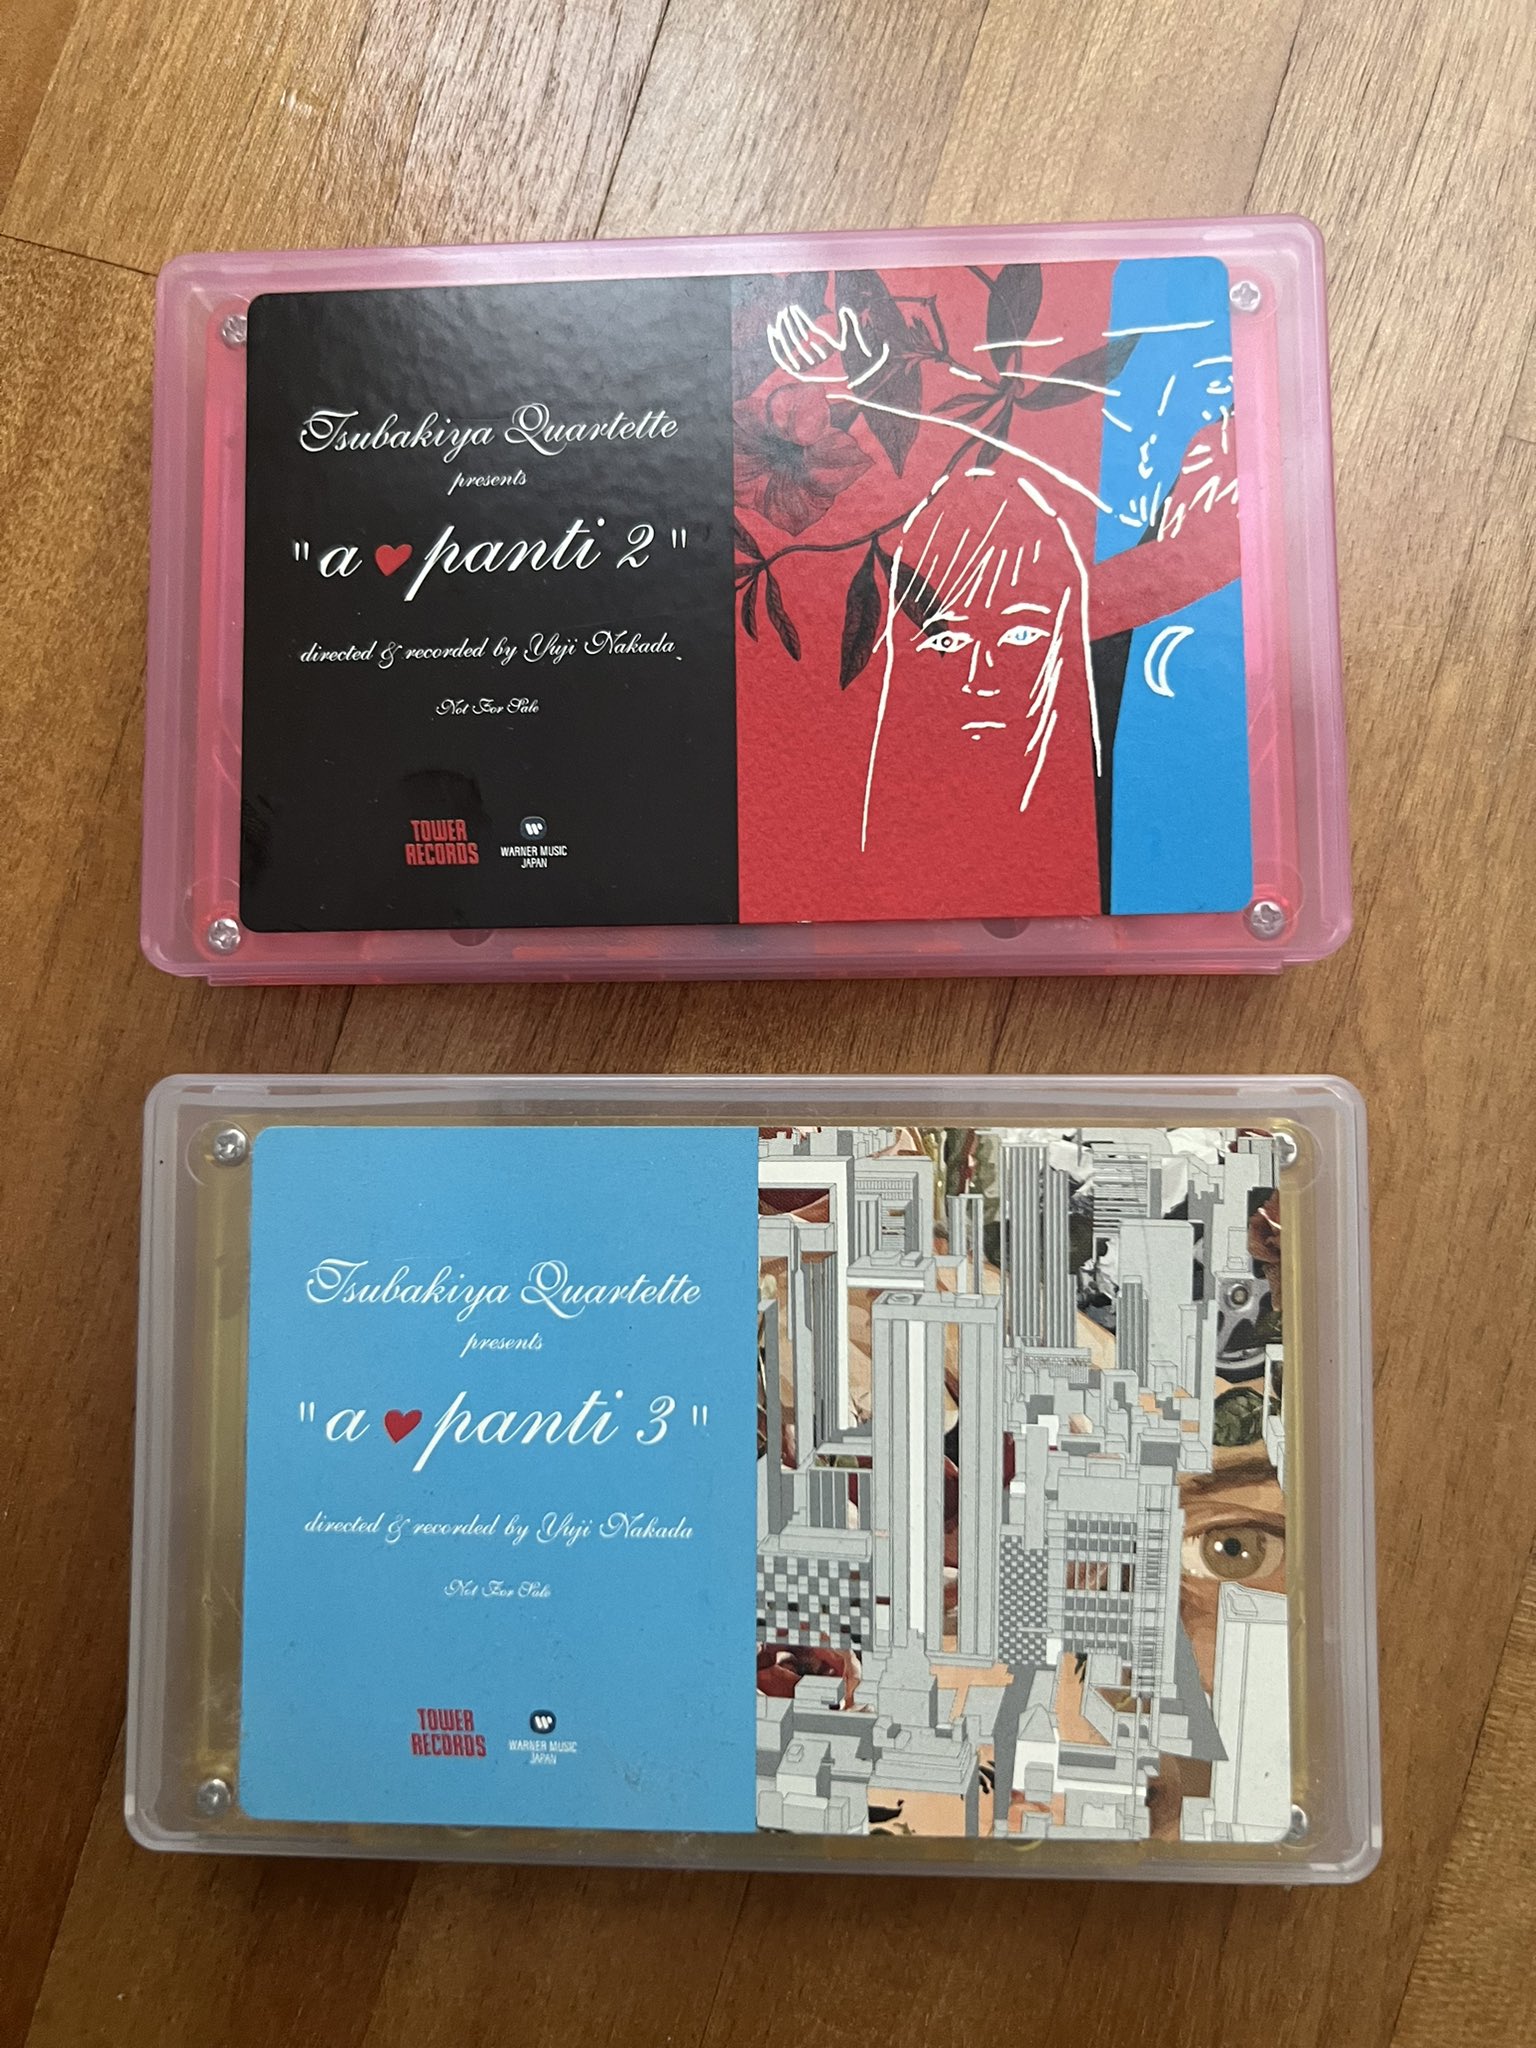 Tsubakiya Quartette
presents
"a ♥ panti 2"
directed & recorded by Yuji Nakada
Not For Sale
TOWER
RECORDS
WARNER MUSIC
JAPAN
Tsubakiya Quartette
presents
"a ♥ panti 3"
directed & recorded by Yuji Nakada
Not For Sale
TOWER
RECORDS
WARNER MUSIC
JAPAN